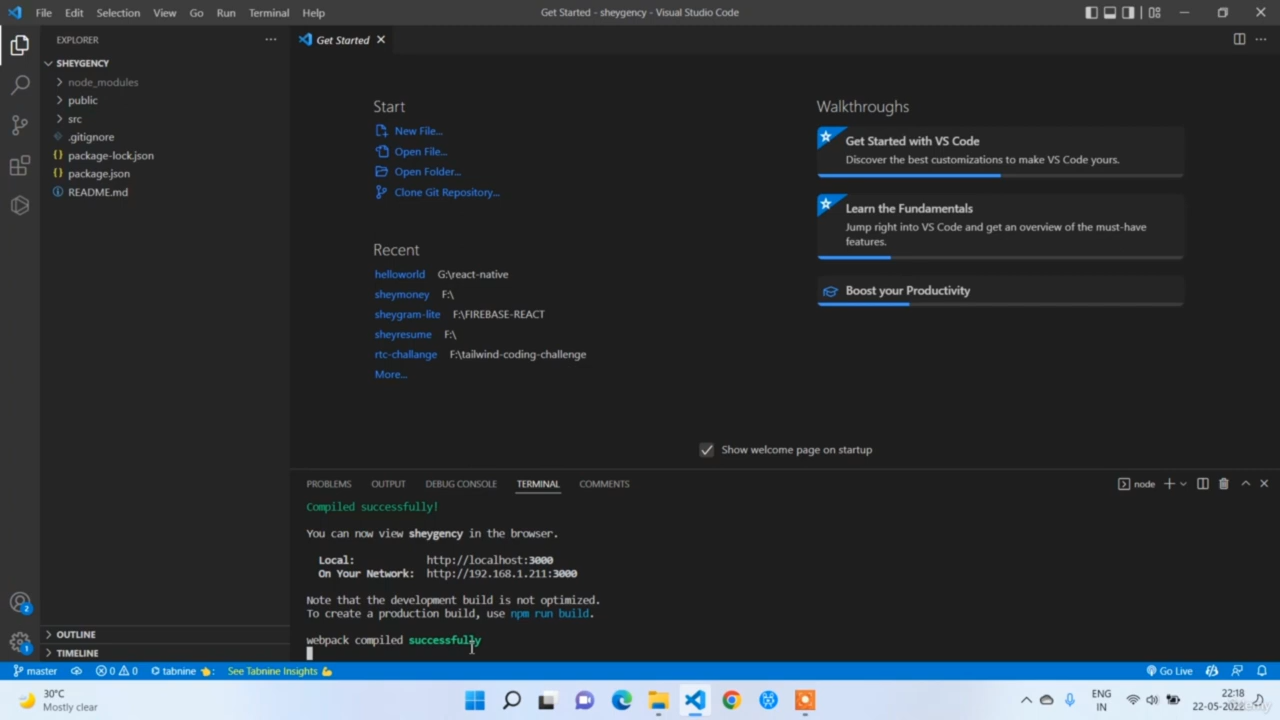 File Edit Selection View Go Run Terminal Help
Get Started - sheygency - Visual Studio Code
EXPLORER
SHEYGENCY
node_modules
public
src
.gitignore
package-lock.json
package.json
README.md
OUTLINE
TIMELINE
Get Started
Start
New File...
Open File...
Open Folder...
Clone Git Repository...
Recent
helloworld G:\react-native
sheymoney F:\
sheygram-lite F:\FIREBASE-REACT
sheyresume F:\
rtc-challange F:\tailwind-coding-challenge
More...
Walkthroughs
Get Started with VS Code
Discover the best customizations to make VS Code yours.
Learn the Fundamentals
Jump right into VS Code and get an overview of the must-have
features.
Boost your Productivity
Show welcome page on startup
PROBLEMS OUTPUT DEBUG CONSOLE TERMINAL COMMENTS
node
Compiled successfully!
You can now view sheygency in the browser.
Local: http://localhost:3000
On Your Network: http://192.168.1.211:3000
Note that the development build is not optimized.
To create a production build, use npm run build.
webpack compiled successfully
2
1
master 0 0 tabnine : See Tabnine Insights
Go Live
30°C
Mostly clear
ENG
IN
22:18
22-05-2022